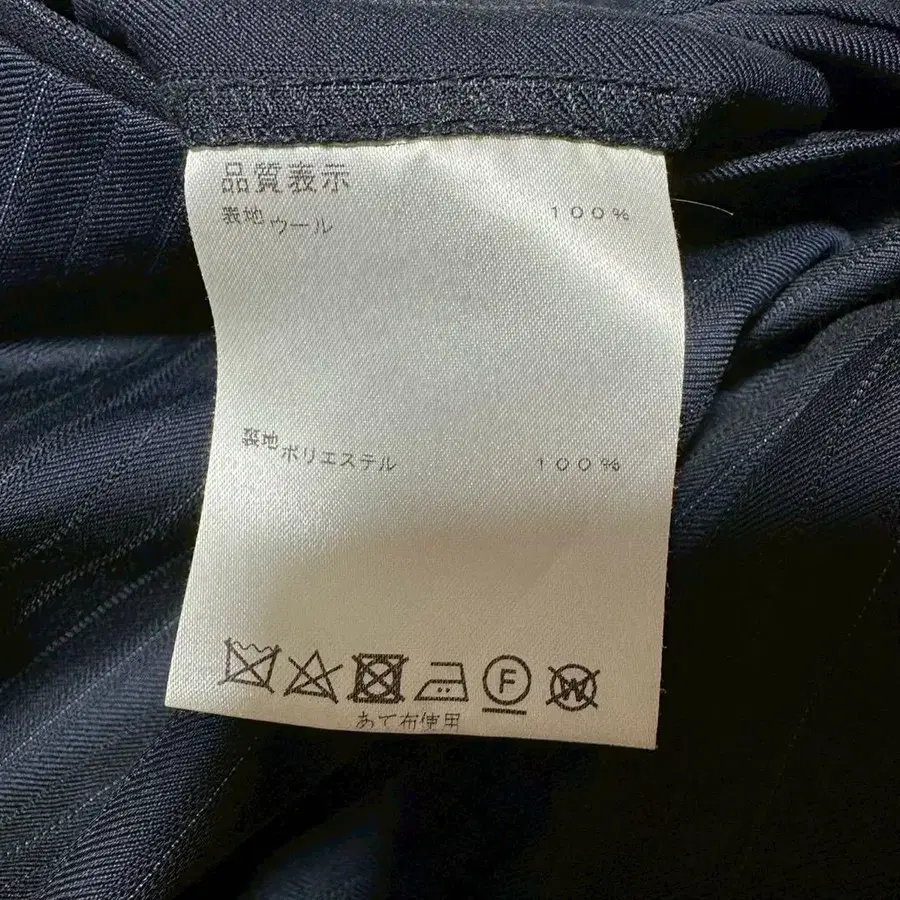 品質表示
表地 ウール 100%
裏地 ポリエステル 100%
F
W
あて布使用